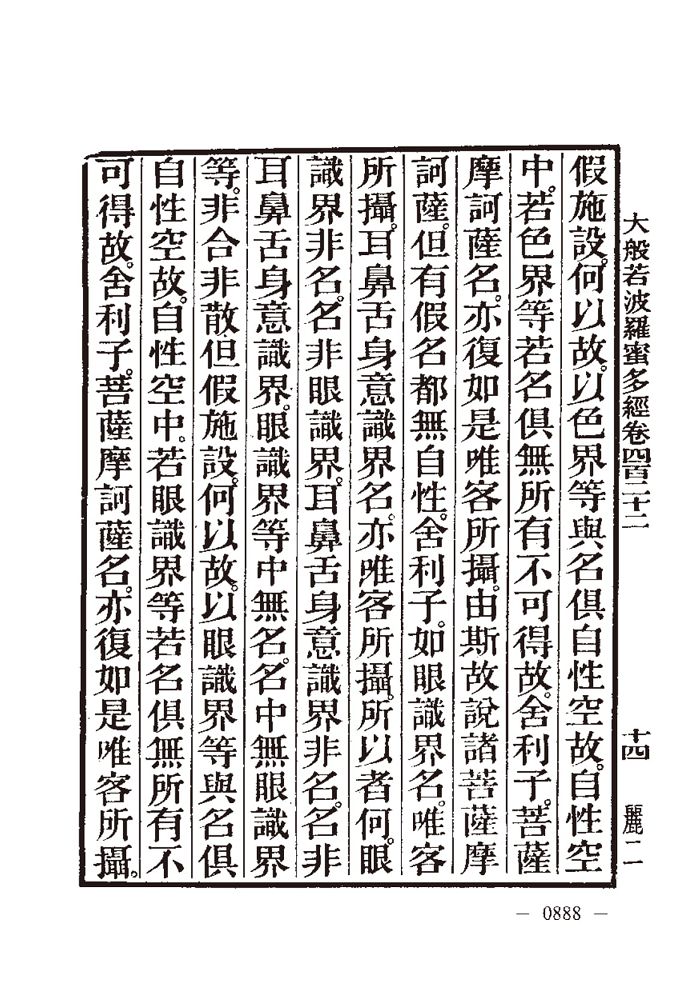 大般若波羅蜜多經卷四百二十二
十四
麗二
假施設。何以故。以色界等與名俱自性空故。自性空
中。若色界等若名俱無所有不可得故。舍利子。菩薩
摩訶薩名。亦復如是唯客所攝。由斯故說諸菩薩摩
訶薩。但有假名都無自性。舍利子。如眼識界名。唯客
所攝。耳鼻舌身意識界名。亦唯客所攝。所以者何。眼
識界非名。名非眼識界。耳鼻舌身意識界非名。名非
耳鼻舌身意識界。眼識界等中無名。名中無眼識界
等。非合非散但假施設。何以故。以眼識界等與名俱
自性空故。自性空中。若眼識界等若名俱無所有不
可得故。舍利子。菩薩摩訶薩名。亦復如是唯客所攝。
— 0888 —